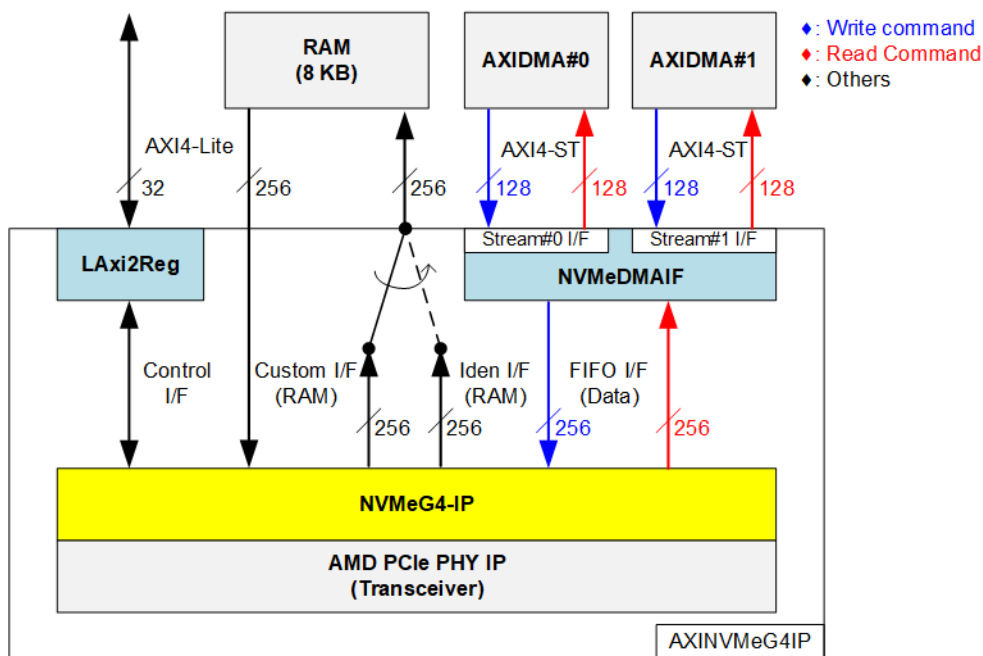 RAM
(8 KB)
AXIDMA#0
AXIDMA#1
♦: Write command
♦: Read Command
♦: Others
AXI4-Lite
AXI4-ST
AXI4-ST
32
256
256
128
128
128
128
LAxi2Reg
Stream#0 I/F
Stream#1 I/F
NVMeDMAIF
Control
I/F
Custom I/F
(RAM)
Iden I/F
(RAM)
FIFO I/F
(Data)
256
256
256
256
NVMeG4-IP
AMD PCIe PHY IP
(Transceiver)
AXINVMeG4IP